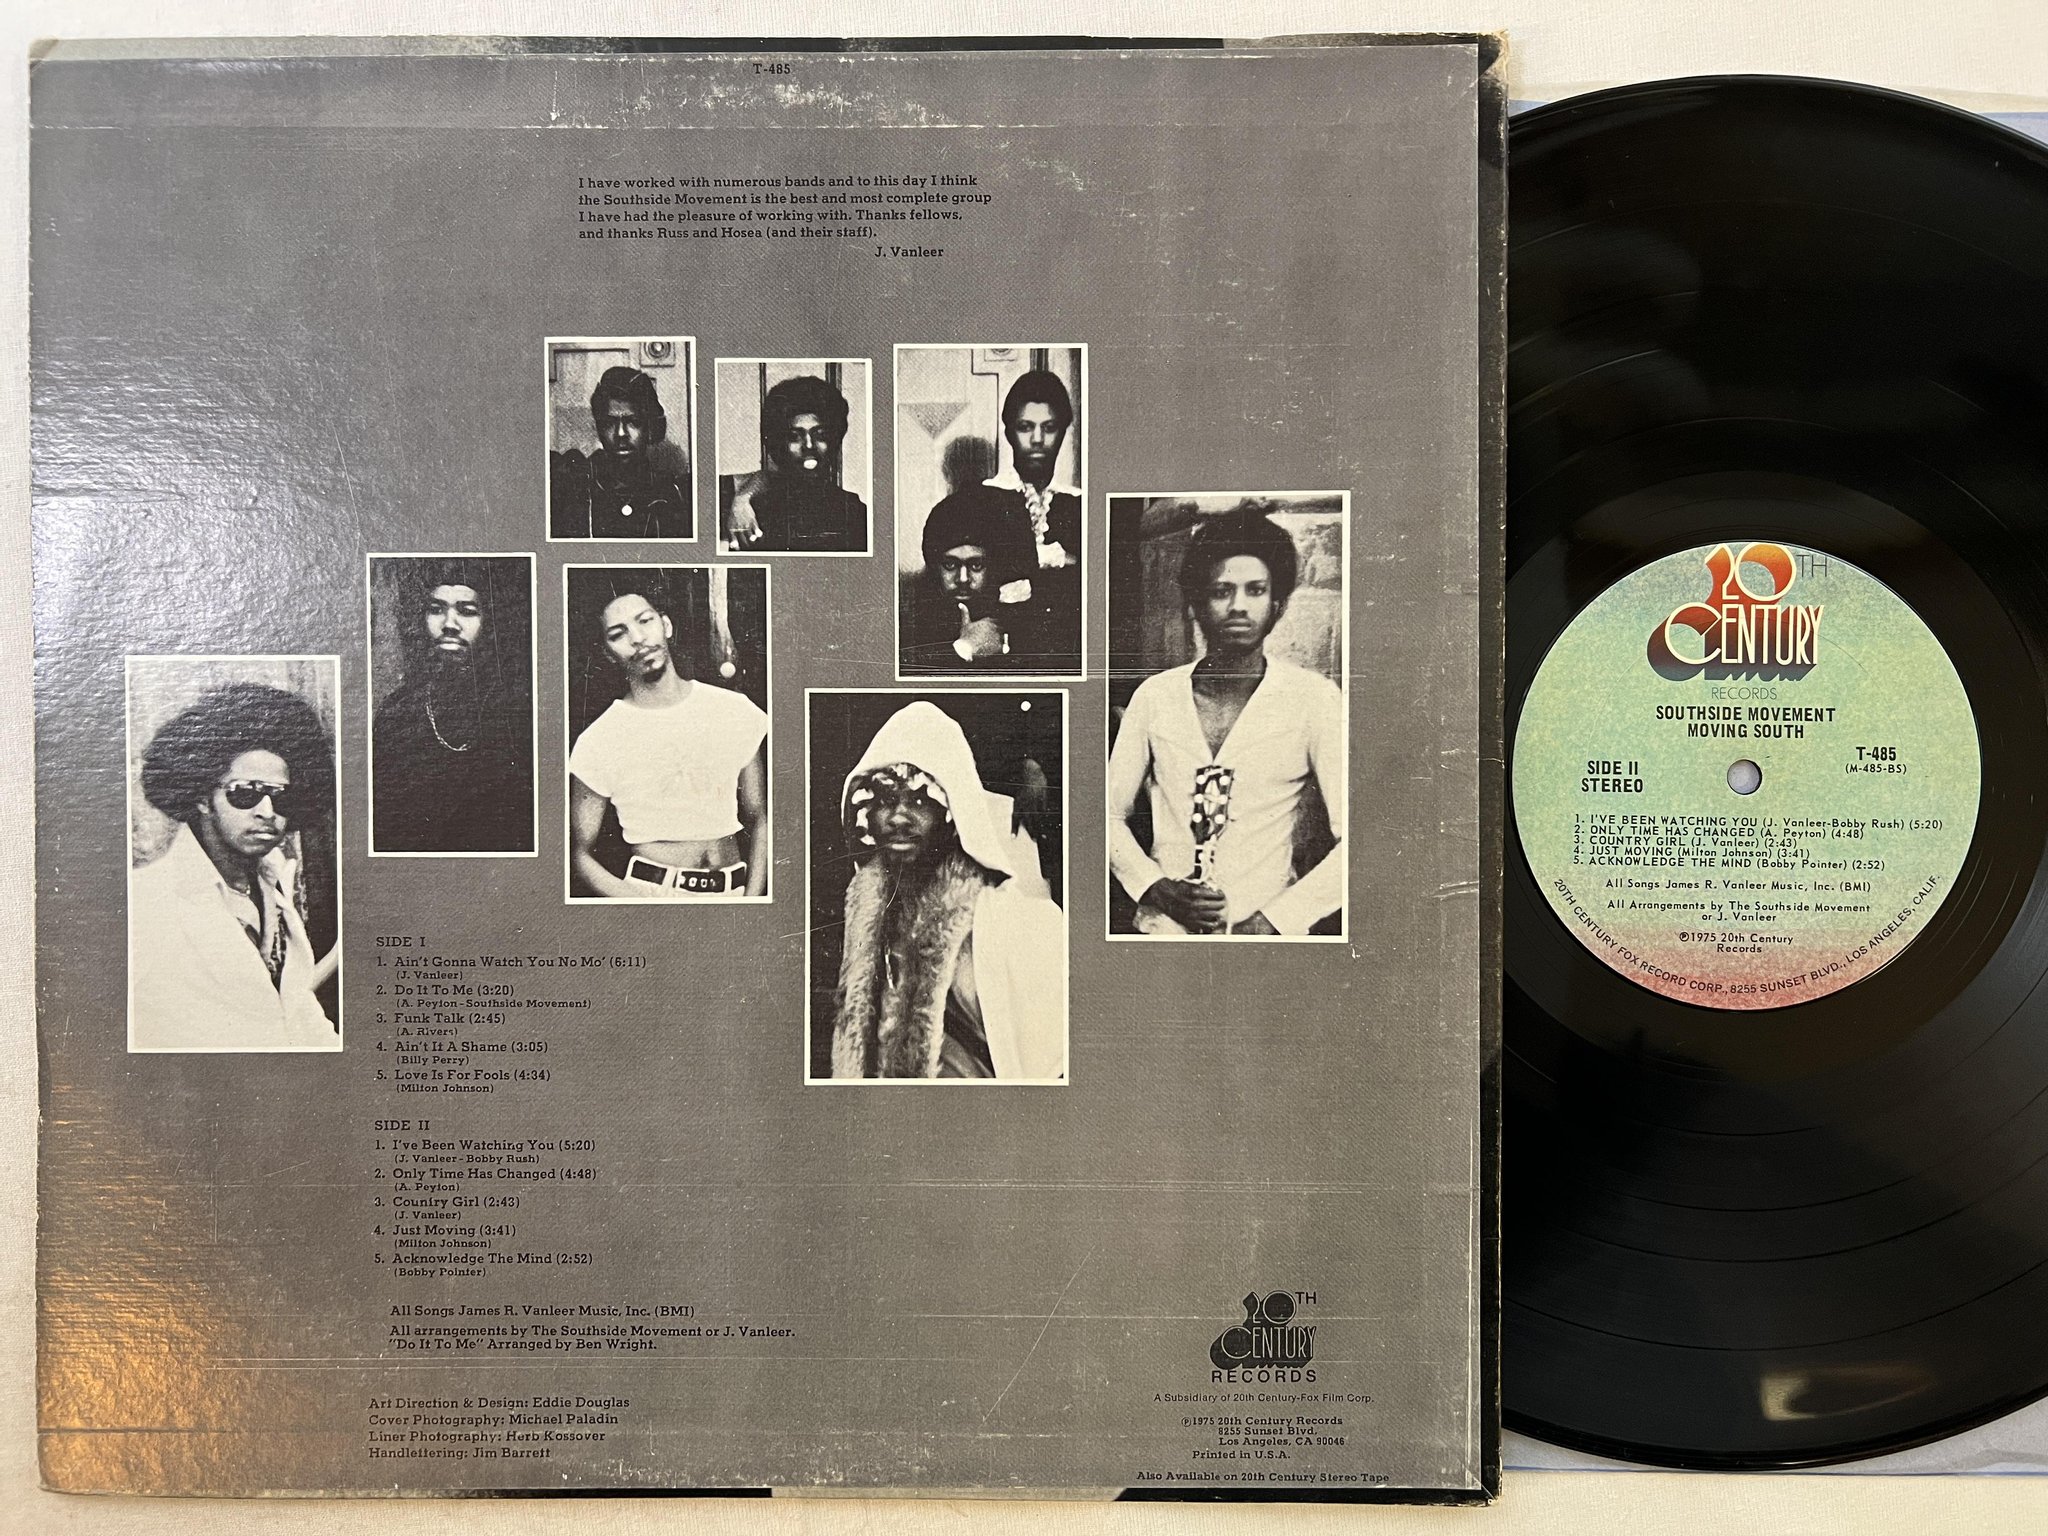 T-485
I have worked with numerous bands and to this day I think
the Southside Movement is the best and most complete group
I have had the pleasure of working with. Thanks fellows,
and thanks Russ and Hosea (and their staff).
J. Vanleer
SIDE I
1. Ain't Gonna Watch You No Mo' (6:11)
(J. Vanleer)
2. Do It To Me (3:20)
(A. Peyton-Southside Movement)
3. Funk Talk (2:45)
(A. Rivers)
4. Ain't It A Shame (3:05)
(Billy Perry)
5. Love Is For Fools (4:34)
(Milton Johnson)
SIDE II
1. I've Been Watching You (5:20)
(J. Vanleer-Bobby Rush)
2. Only Time Has Changed (4:48)
(A. Peyton)
3. Country Girl (2:43)
(J. Vanleer)
4. Just Moving (3:41)
(Milton Johnson)
5. Acknowledge The Mind (2:52)
(Bobby Pointer)
All Songs James R. Vanleer Music, Inc. (BMI)
All arrangements by The Southside Movement or J. Vanleer.
"Do It To Me" Arranged by Ben Wright.
Art Direction & Design: Eddie Douglas
Cover Photography: Michael Paladin
Liner Photography: Herb Kossover
Handlettering: Jim Barrett
20TH
CENTURY
RECORDS
A Subsidiary of 20th Century-Fox Film Corp.
℗1975 20th Century Records
8255 Sunset Blvd.
Los Angeles, CA 90046
Printed in U.S.A.
Also Available on 20th Century Stereo Tape
20TH
CENTURY
RECORDS
SOUTHSIDE MOVEMENT
MOVING SOUTH
SIDE II
STEREO
T-485
(M-485-BS)
1. I'VE BEEN WATCHING YOU (J. Vanleer-Bobby Rush) (5:20)
2. ONLY TIME HAS CHANGED (A. Peyton) (4:48)
3. COUNTRY GIRL (J. Vanleer) (2:43)
4. JUST MOVING (Milton Johnson) (3:41)
5. ACKNOWLEDGE THE MIND (Bobby Pointer) (2:52)
All Songs James R. Vanleer Music, Inc. (BMI)
All Arrangements by The Southside Movement
or J. Vanleer
℗1975 20th Century
Records
20TH CENTURY FOX RECORD CORP., 8255 SUNSET BLVD., LOS ANGELES, CALIF.